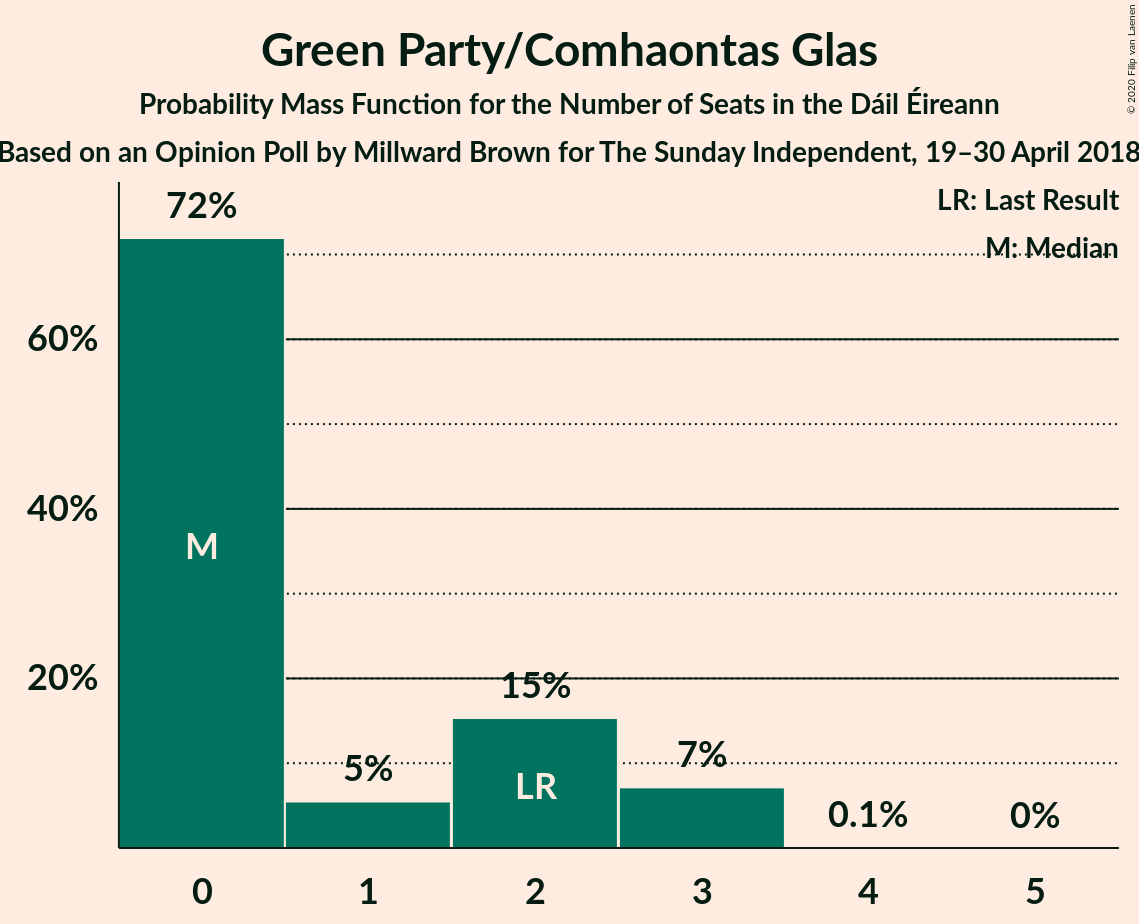 Green Party/Comhaontas Glas
Probability Mass Function for the Number of Seats in the Dáil Éireann
Based on an Opinion Poll by Millward Brown for The Sunday Independent, 19–30 April 2018
© 2020 Filip van Laenen
LR: Last Result
M: Median
72%
60%
40%
M
20%
15%
5%
7%
LR
0.1%
0%
0 1 2 3 4 5